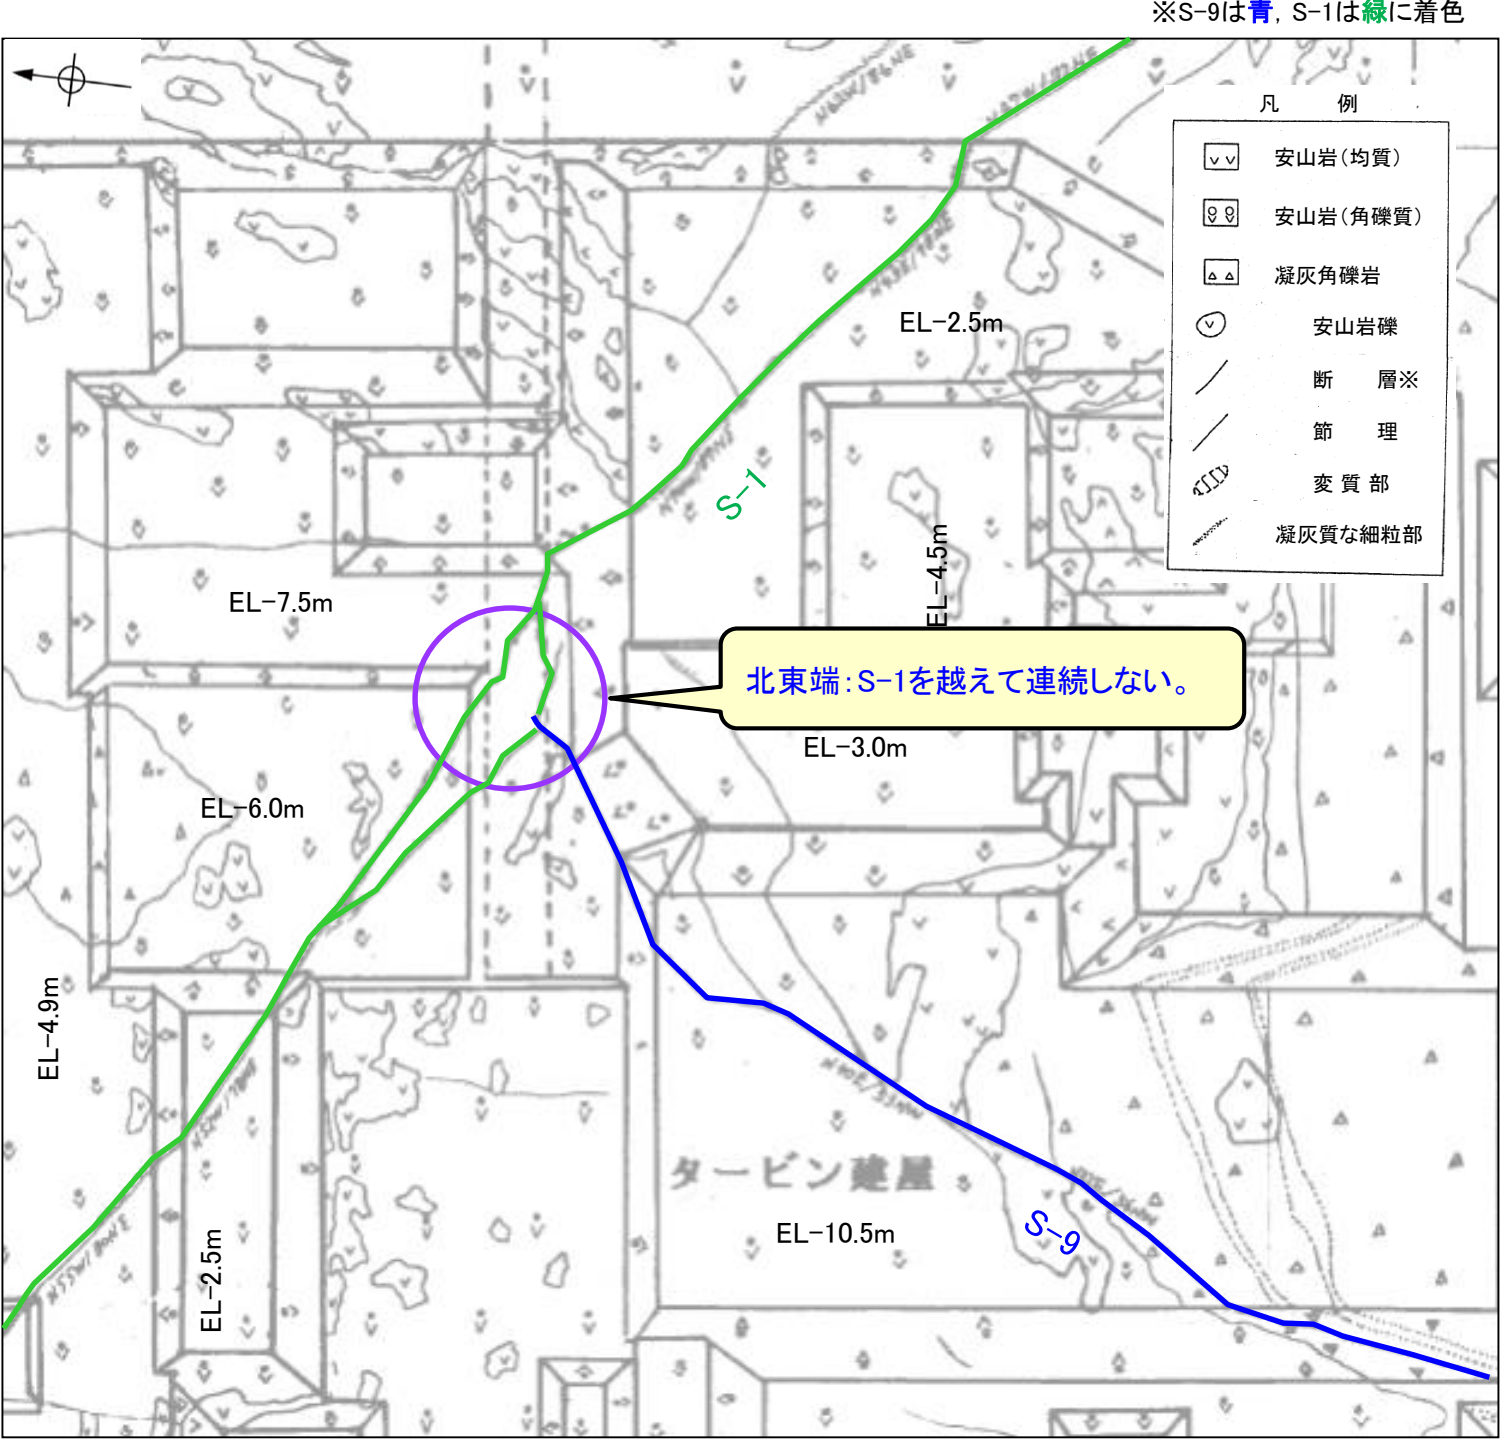 ※S-9は青，S-1は緑に着色
凡　例
安山岩（均質）
安山岩（角礫質）
凝灰角礫岩
安山岩礫
断　層※
節　理
変質部
凝灰質な細粒部
EL-2.5m
S-1
EL-4.5m
EL-7.5m
北東端：S-1を越えて連続しない。
EL-3.0m
EL-6.0m
EL-4.9m
タービン建屋
EL-10.5m
S-9
EL-2.5m
N55W/80NE